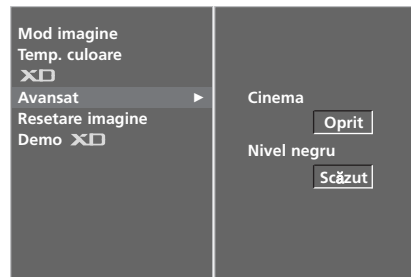 Mod imagine
Temp. culoare
XD
Avansat ►
Resetare imagine
Demo XD
Cinema
Oprit
Nivel negru
Scăzut